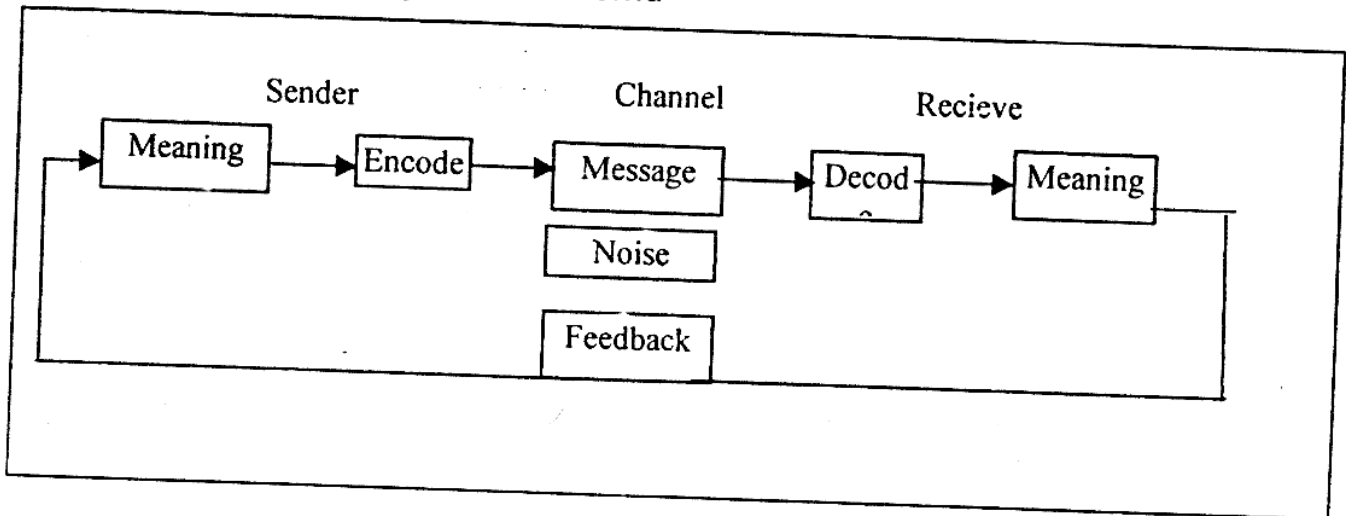 Sender Channel Recieve
Meaning Encode Message Decod Meaning
Noise
Feedback